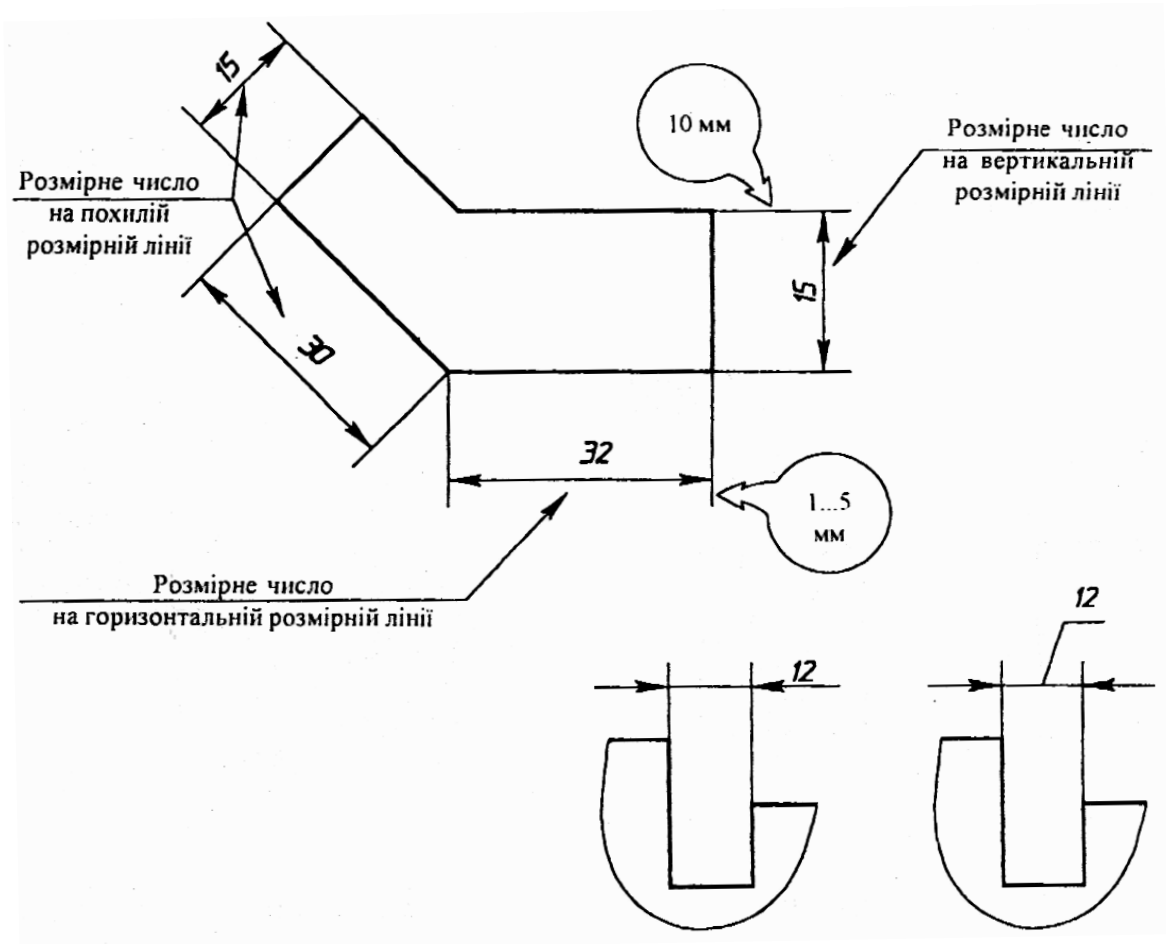 15
10 мм
Розмірне число
на вертикальній
розмірній лінії
Розмірне число
на похилій
розмірній лінії
15
30
32
1...5
мм
Розмірне число
на горизонтальній розмірній лінії
12
12